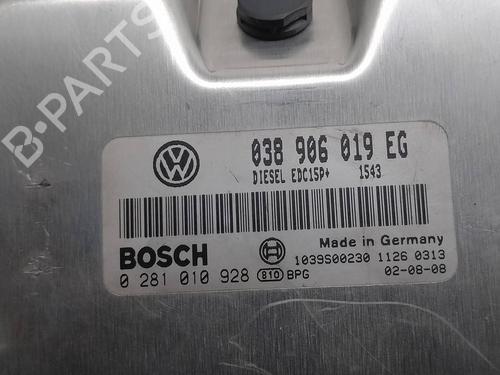 B-PARTS
VW
038 906 019 EG
DIESEL EDC15P+ 1543
BOSCH
Made in Germany
0 281 010 928 810 BPG
1039S00230 1126 0313
02-08-08